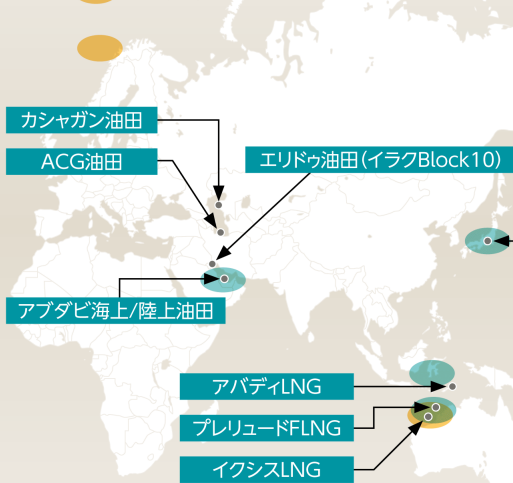 カシャガン油田
ACG油田
エリドゥ油田(イラクBlock10)
アブダビ海上/陸上油田
アバディLNG
プレリュードFLNG
イクシスLNG